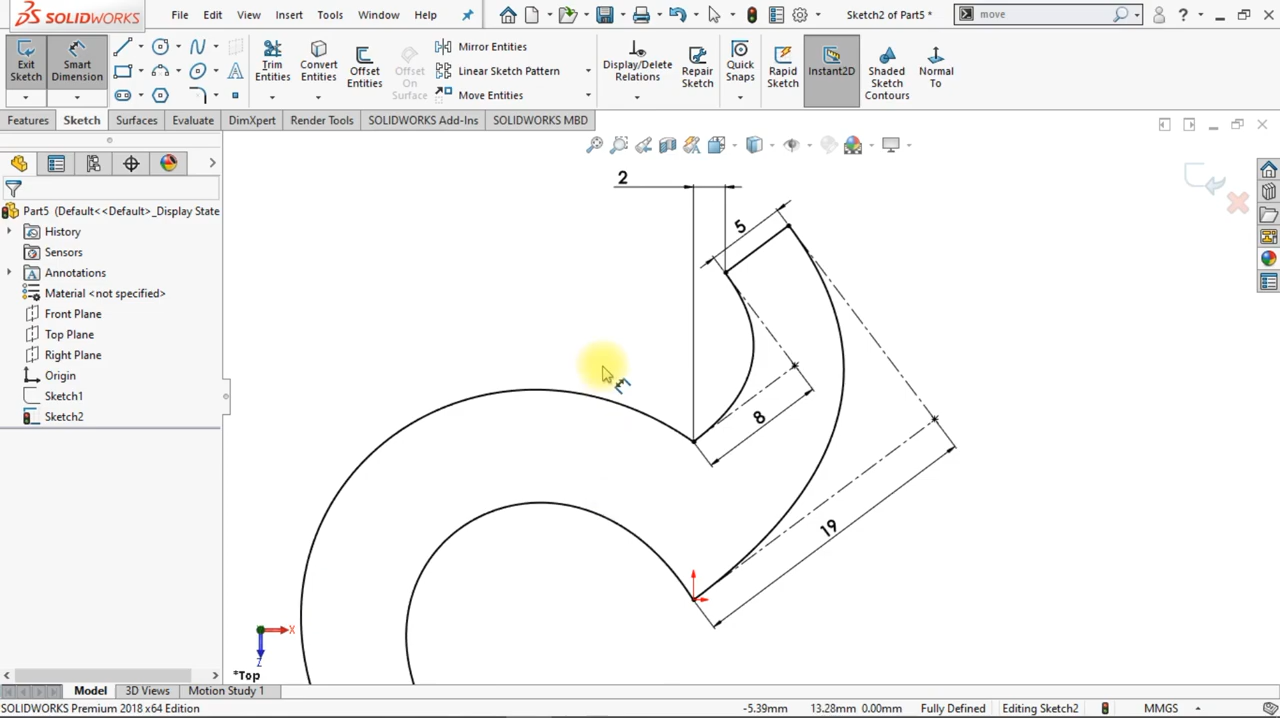 DS SOLIDWORKS File Edit View Insert Tools Window Help Sketch2 of Part5 * move ?
Exit Sketch
Smart Dimension
Trim Entities
Convert Entities
Offset Entities
Offset On Surface
Mirror Entities
Linear Sketch Pattern
Move Entities
Display/Delete Relations
Repair Sketch
Quick Snaps
Rapid Sketch
Instant2D
Shaded Sketch Contours
Normal To
Features Sketch Surfaces Evaluate DimXpert Render Tools SOLIDWORKS Add-Ins SOLIDWORKS MBD
Part5 (Default<<Default>_Display State
History
Sensors
Annotations
Material <not specified>
Front Plane
Top Plane
Right Plane
Origin
Sketch1
Sketch2
2
5
8
19
X
Z
*Top
Model 3D Views Motion Study 1
SOLIDWORKS Premium 2018 x64 Edition -5.39mm 13.28mm 0.00mm Fully Defined Editing Sketch2 MMGS